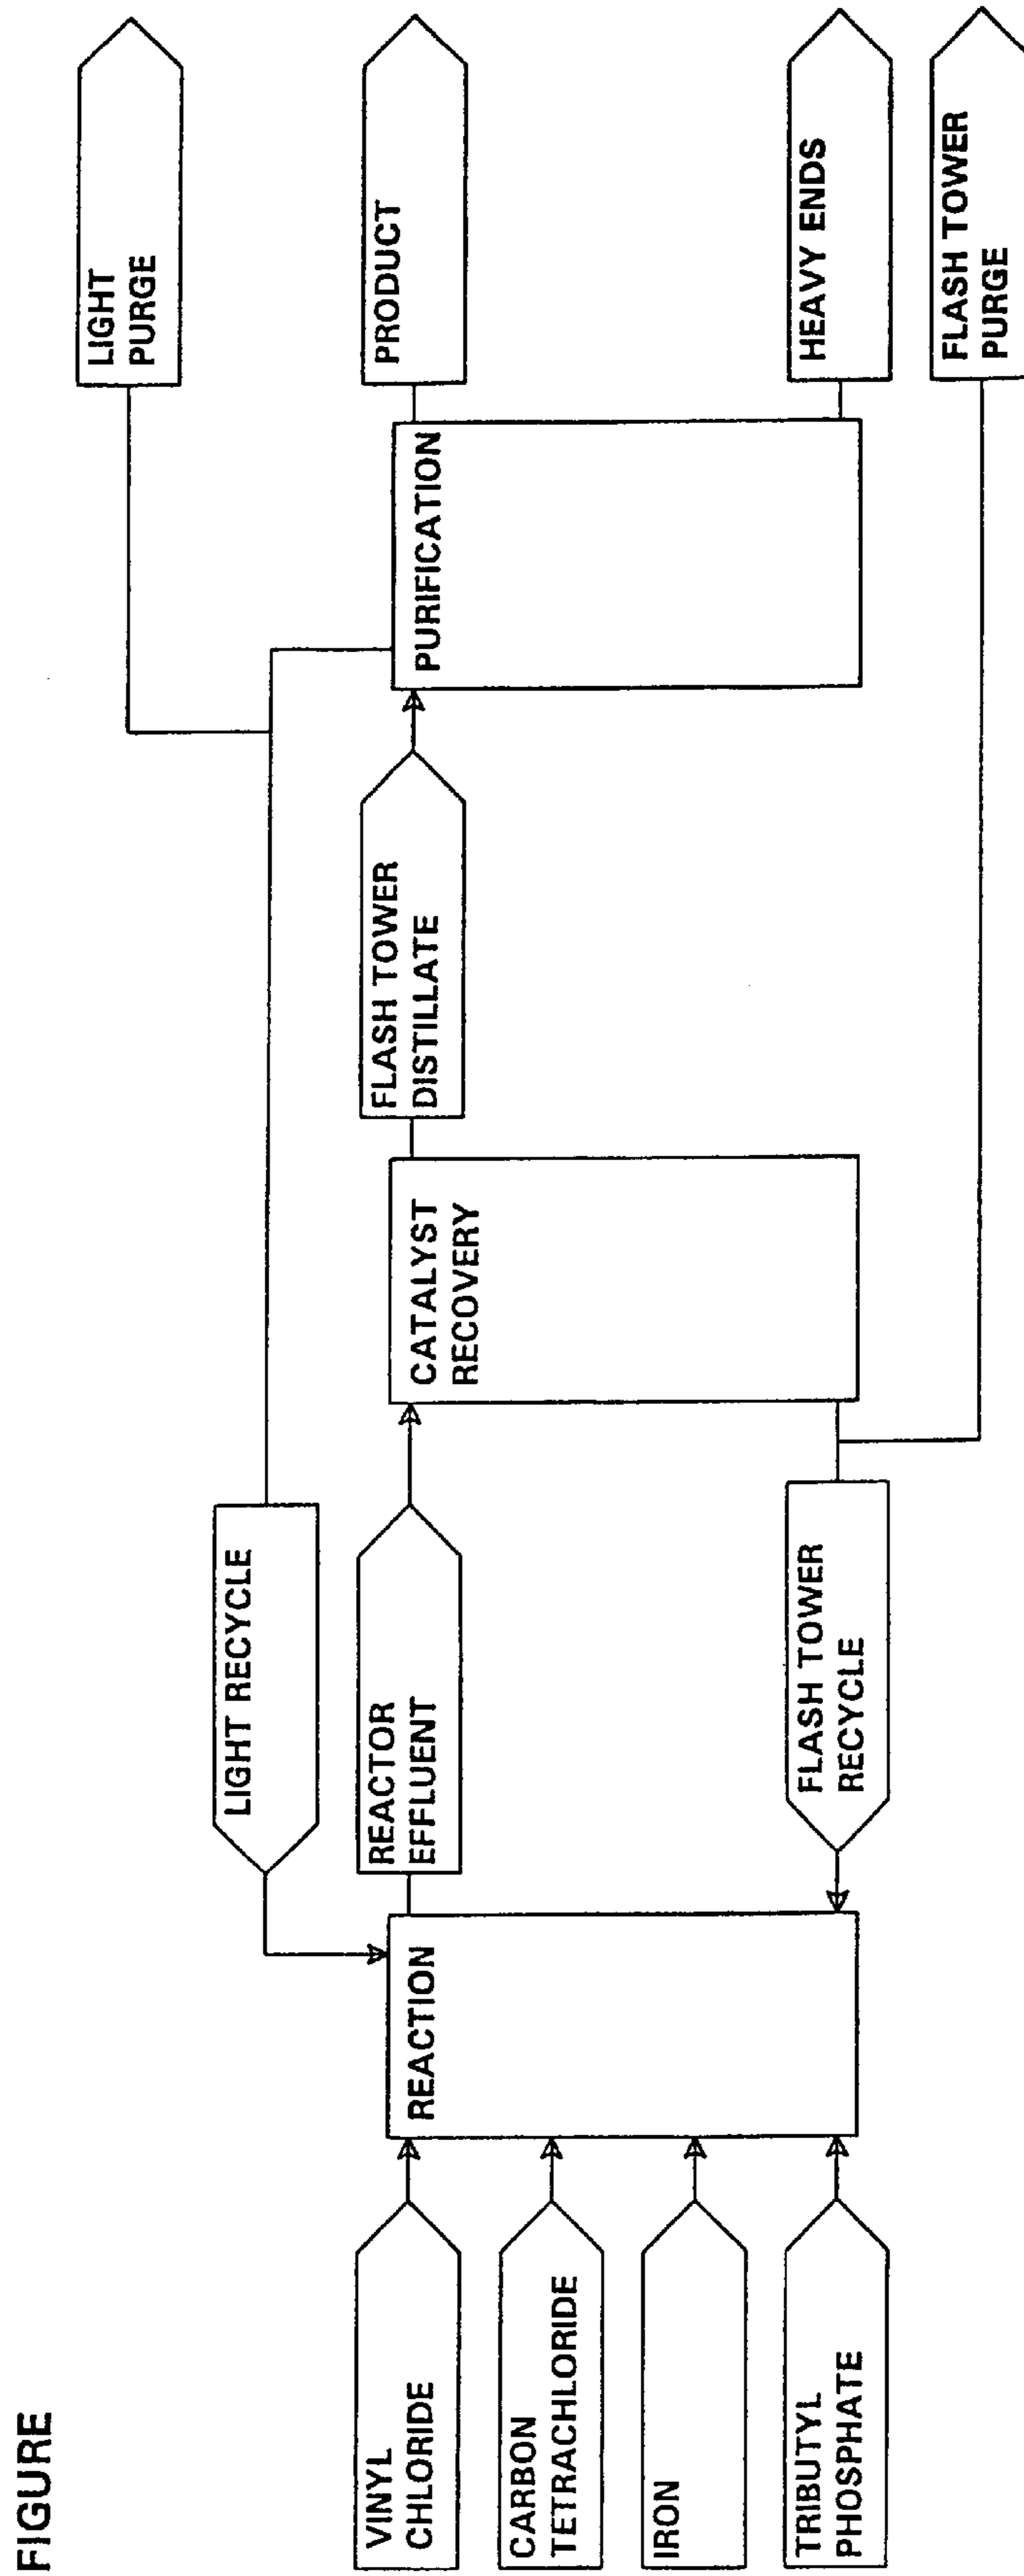 FIGURE
LIGHT
PURGE
LIGHT RECYCLE
VINYL
CHLORIDE
REACTION
REACTOR
EFFLUENT
CATALYST
RECOVERY
FLASH TOWER
DISTILLATE
PURIFICATION
PRODUCT
CARBON
TETRACHLORIDE
IRON
TRIBUTYL
PHOSPHATE
FLASH TOWER
RECYCLE
HEAVY ENDS
FLASH TOWER
PURGE